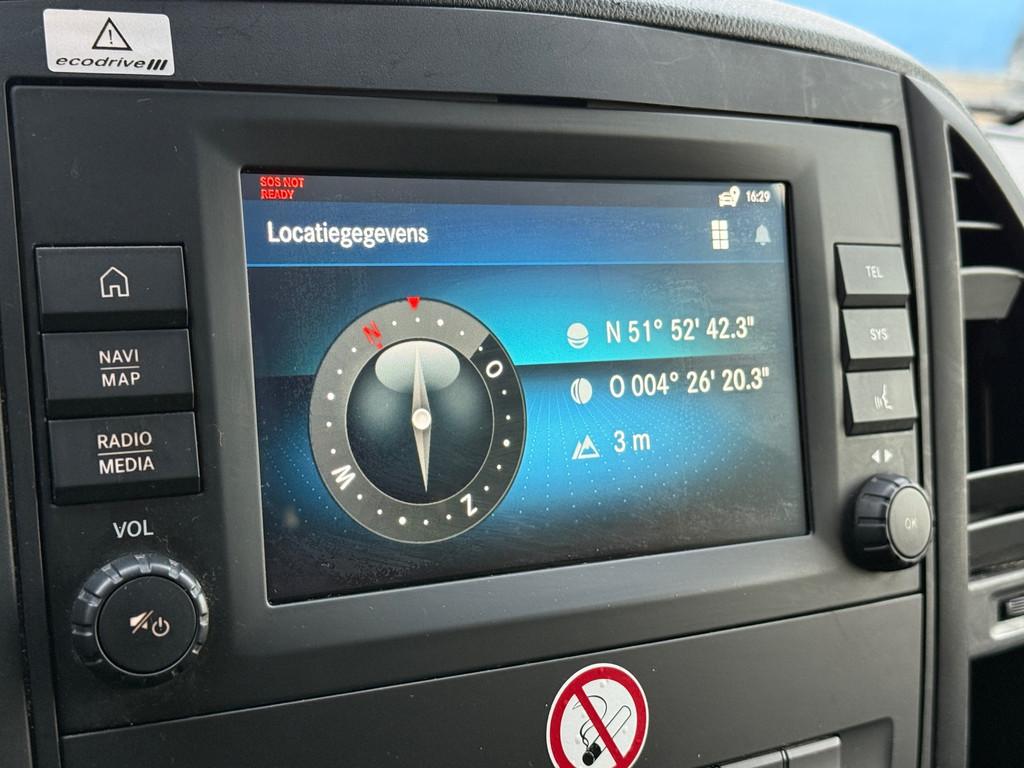 ecodrive
SOS NOT
READY
16:29
Locatiegegevens
N
O
Z
W
N 51° 52' 42.3"
O 004° 26' 20.3"
3 m
NAVI
MAP
RADIO
MEDIA
VOL
TEL
SYS
OK